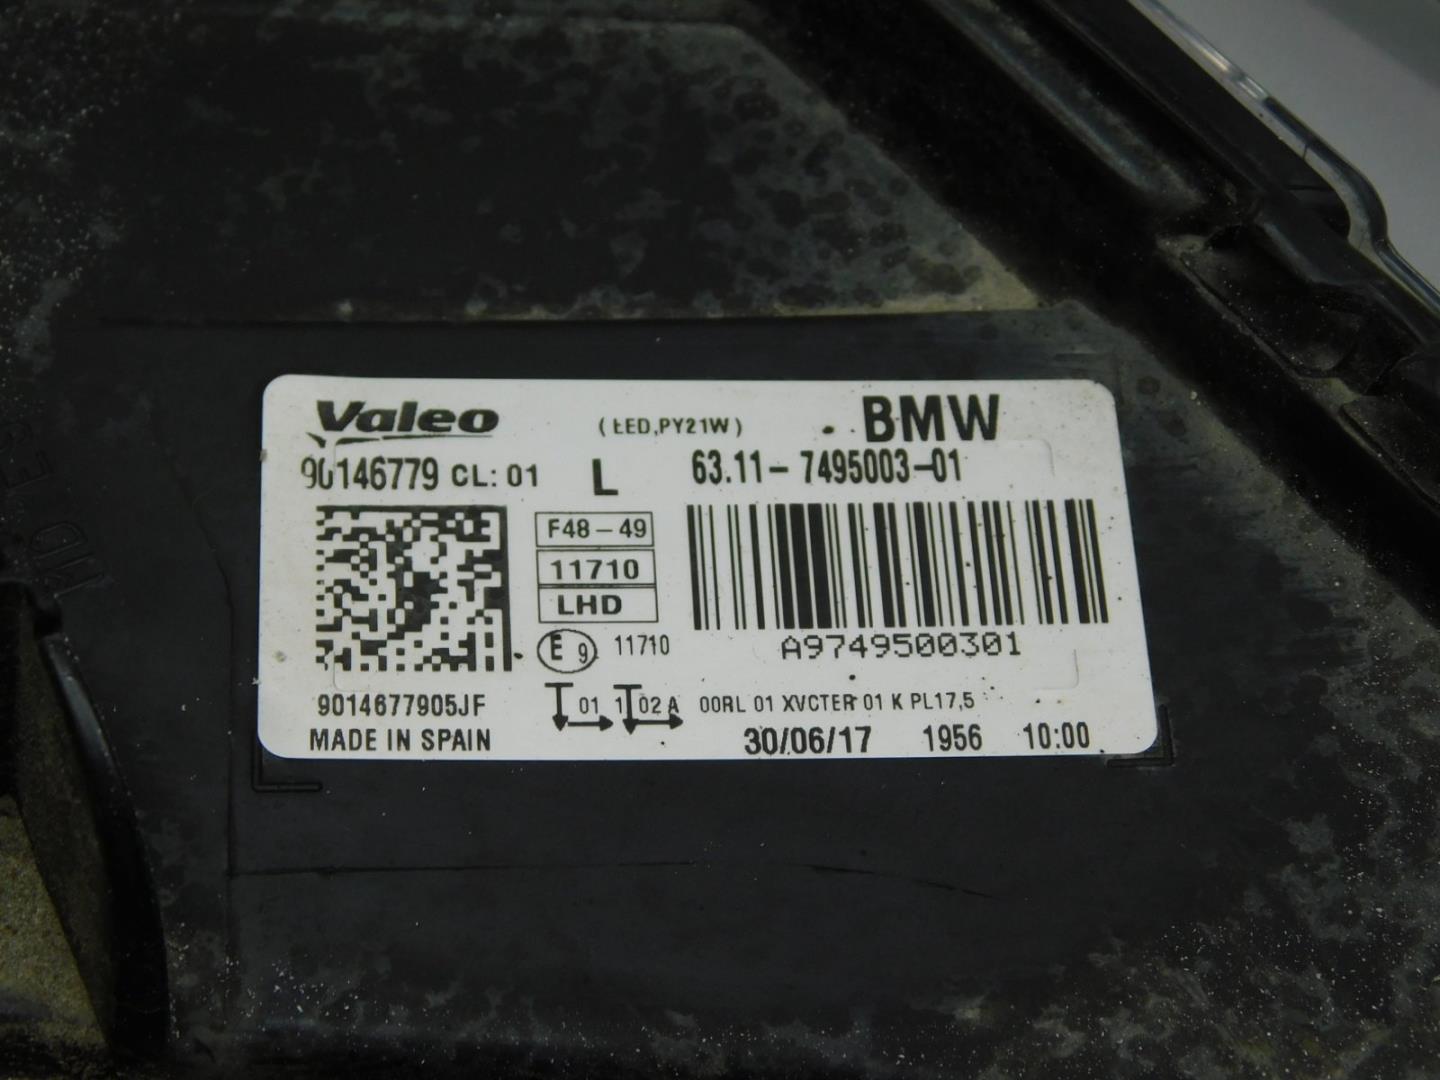 Valeo
(LED,PY21W)
BMW
90146779 CL: 01
L
63.11- 7495003-01
F48-49
11710
LHD
E 9
11710
A9749500301
9014677905JF
01
1
02 A
00RL 01 XVCTER 01 K PL17,5
MADE IN SPAIN
30/06/17
1956
10:00